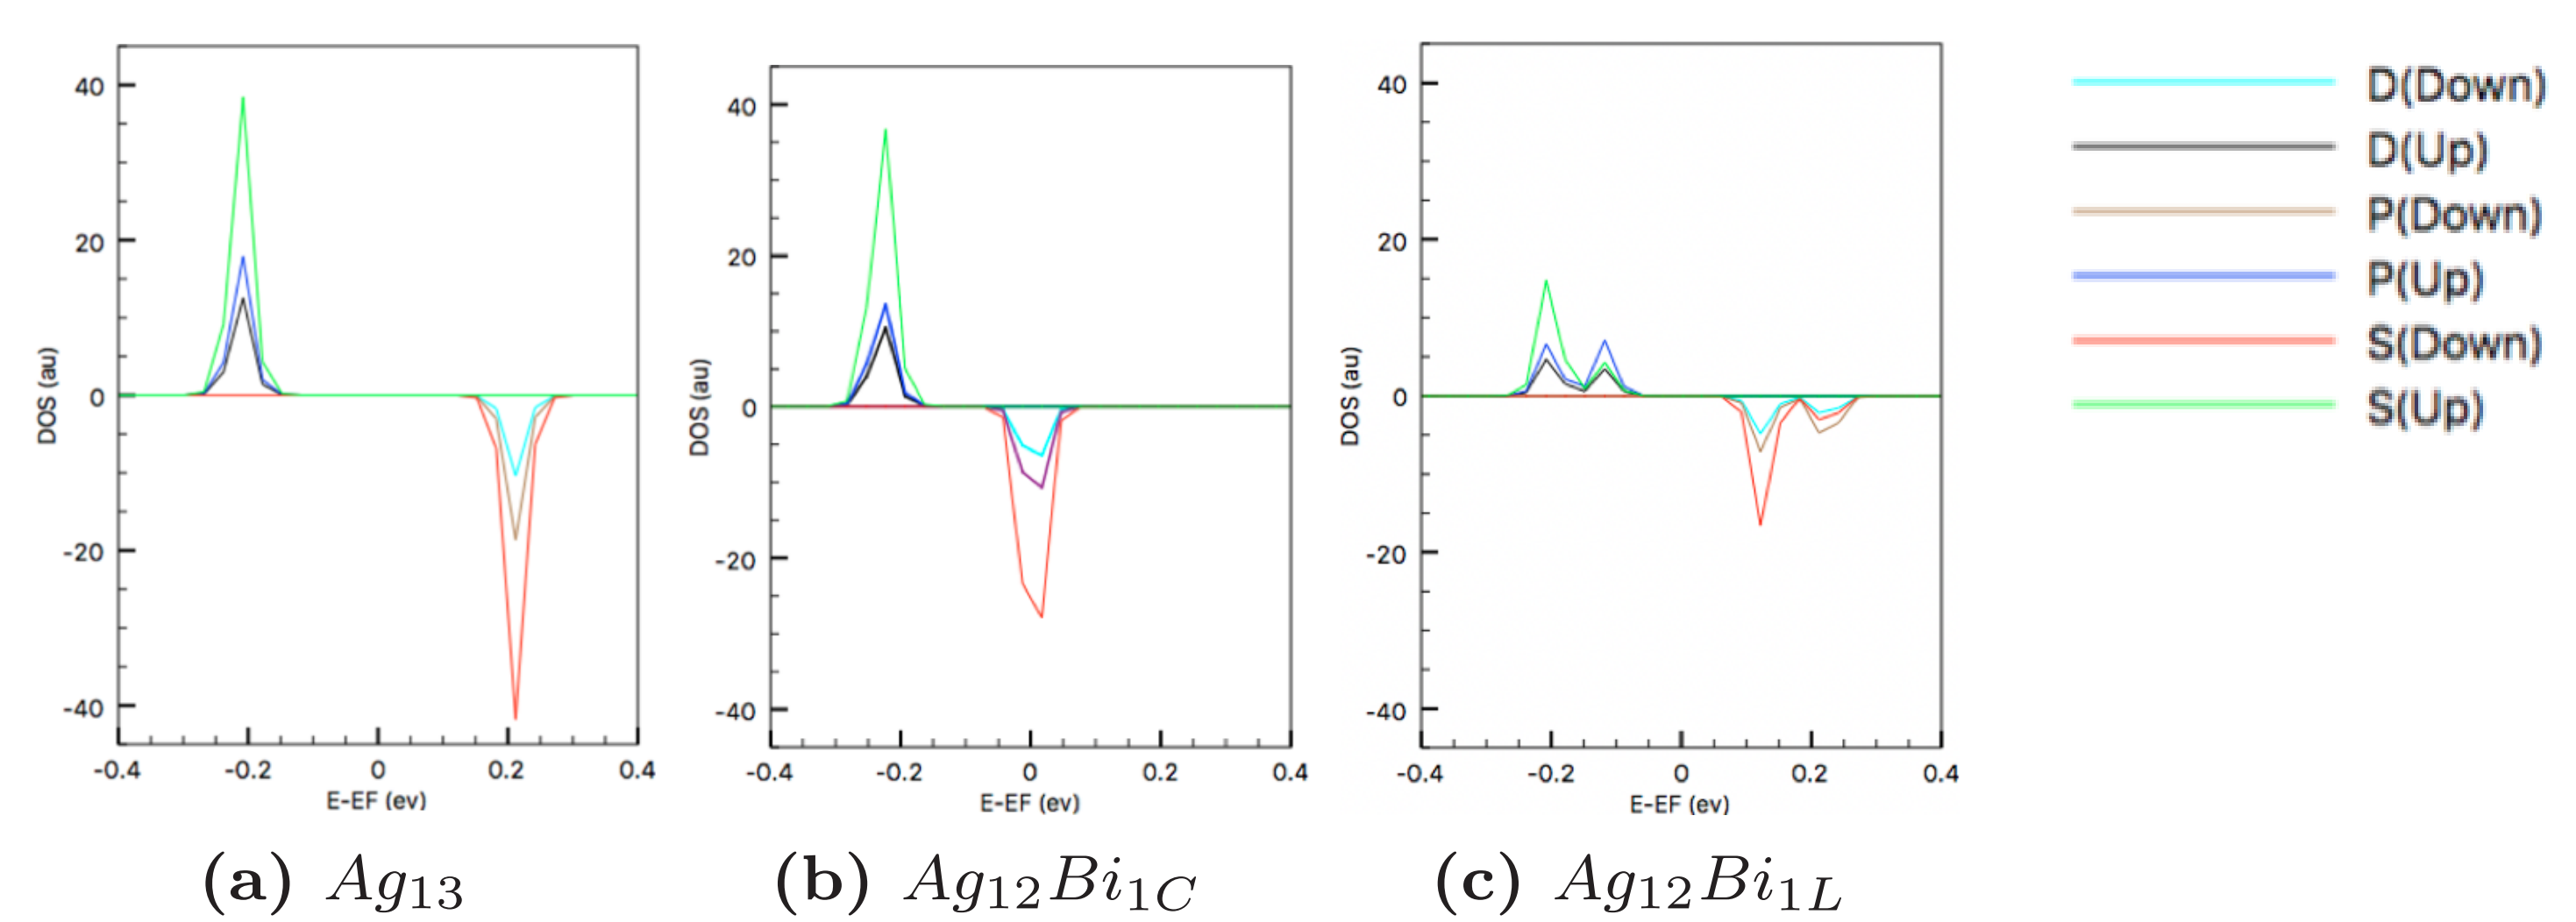 40
20
0
-20
-40
DOS (au)
-0.4 -0.2 0 0.2 0.4
E-EF (ev)
(a) Ag13
40
20
0
-20
-40
DOS (au)
-0.4 -0.2 0 0.2 0.4
E-EF (ev)
(b) Ag12Bi1C
40
20
0
-20
-40
DOS (au)
-0.4 -0.2 0 0.2 0.4
E-EF (ev)
(c) Ag12Bi1L
D(Down)
D(Up)
P(Down)
P(Up)
S(Down)
S(Up)